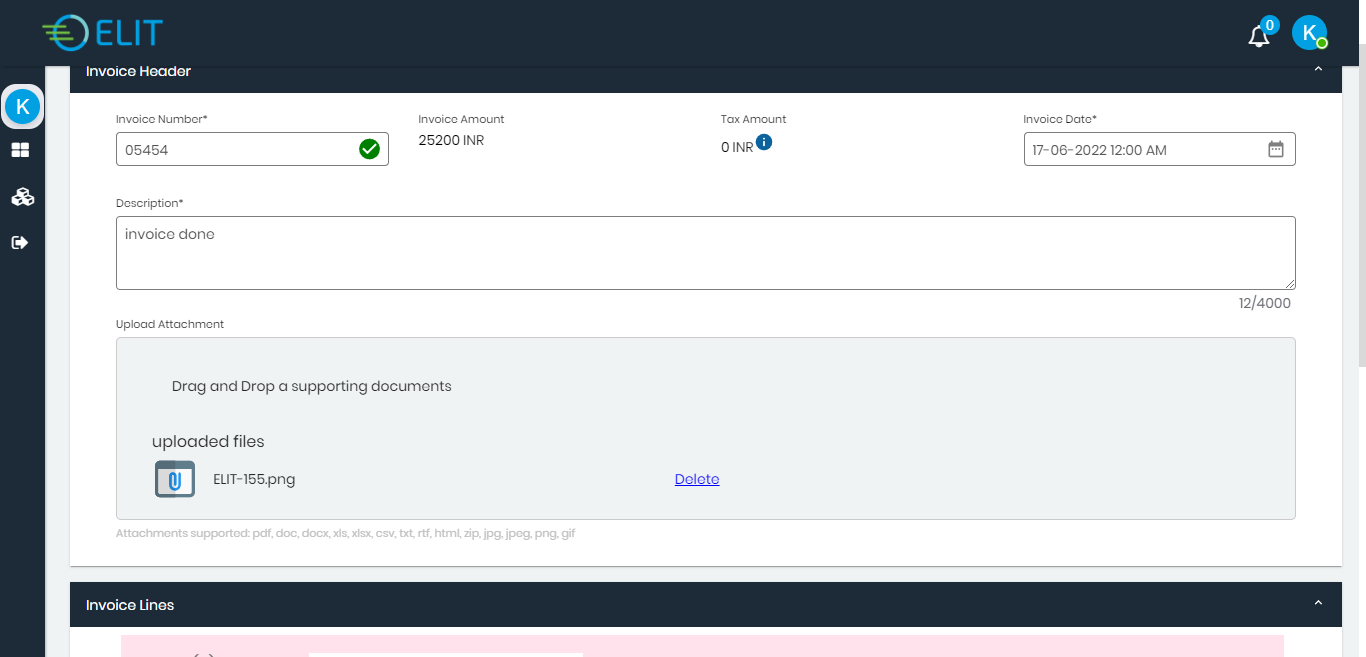 ELIT
0
K
K
Invoice Header
Invoice Number*
Invoice Amount
Tax Amount
Invoice Date*
05454
25200 INR
0 INR
i
17-06-2022 12:00 AM
Description*
invoice done
12/4000
Upload Attachment
Drag and Drop a supporting documents
uploaded files
ELIT-155.png
Delete
Attachments supported: pdf, doc, docx, xls, xlsx, csv, txt, rtf, html, zip, jpg, jpeg, png, gif
Invoice Lines